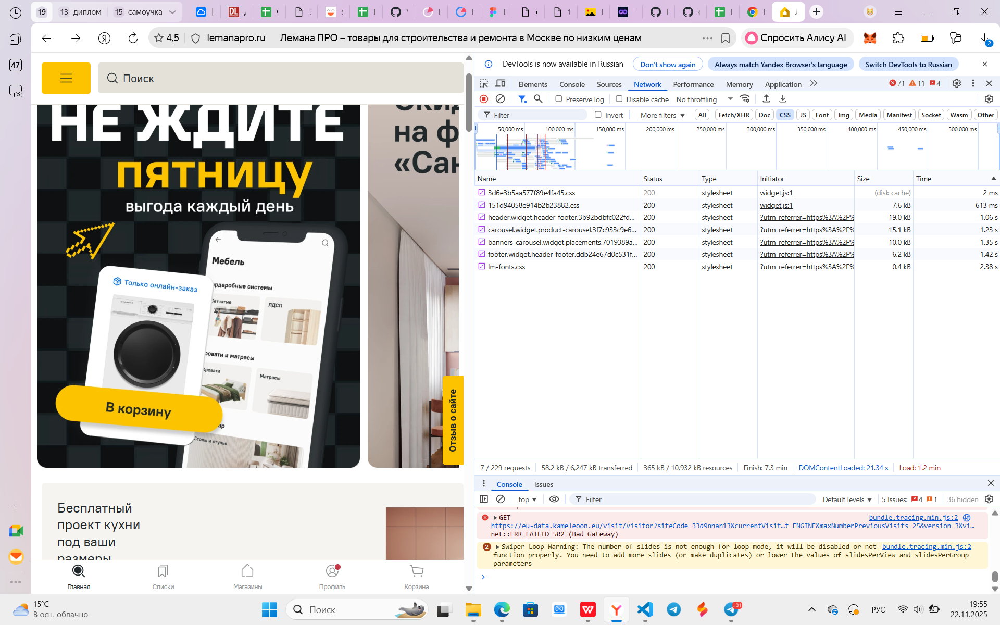 19
13 диплом
15 самоучка
4,5
lemanapro.ru
Лемана ПРО – товары для строительства и ремонта в Москве по низким ценам
Спросить Алису AI
2
47
Поиск
НЕ ЖДИТЕ
ПЯТНИЦУ
выгода каждый день
Мебель
Только онлайн-заказ
ардеробные системы
Сетчатые
ЛДСП
ровати и матрасы
Кровати
Матрасы
В корзину
ар
Столы и стулья
на ф
«Сан
Отзыв о сайте
Бесплатный
проект кухни
под ваши
размеры
Главная
Списки
Магазины
Профиль
Корзина
DevTools is now available in Russian
Don't show again
Always match Yandex Browser's language
Switch DevTools to Russian
Elements
Console
Sources
Network
Performance
Memory
Application
71
11
4
Preserve log
Disable cache
No throttling
Filter
Invert
More filters
All
Fetch/XHR
Doc
CSS
JS
Font
Img
Media
Manifest
Socket
Wasm
Other
50,000 ms
100,000 ms
150,000 ms
200,000 ms
250,000 ms
300,000 ms
350,000 ms
400,000 ms
450,000 ms
500,000 ms
Name Status Type Initiator Size Time
3d6e3b5aa577f89e4fa45.css 200 stylesheet widget.js:1 (disk cache) 2 ms
151d94058e914b2b23882.css 200 stylesheet widget.js:1 7.6 kB 613 ms
header.widget.header-footer.3b92bdbfc022fd... 200 stylesheet ?utm_referrer=https%3A%2F% 19.0 kB 1.06 s
carousel.widget.product-carousel.3f7c933c9e6... 200 stylesheet ?utm_referrer=https%3A%2F% 15.1 kB 1.23 s
banners-carousel.widget.placements.7019389a... 200 stylesheet ?utm_referrer=https%3A%2F% 10.0 kB 1.35 s
footer.widget.header-footer.ddb24e67d0c531f... 200 stylesheet ?utm_referrer=https%3A%2F% 6.2 kB 1.42 s
lm-fonts.css 200 stylesheet ?utm_referrer=https%3A%2F% 0.4 kB 2.38 s
7 / 229 requests
58.2 kB / 6,247 kB transferred
365 kB / 10,932 kB resources
Finish: 7.3 min
DOMContentLoaded: 21.34 s
Load: 1.2 min
Console
Issues
top
Filter
Default levels
5 Issues: 4 1
36 hidden
GET bundle.tracing.min.js:2
https://eu-data.kameleoon.eu/visit/visitor?siteCode=33d9nnan13&currentVisit…t=ENGINE&maxNumberPreviousVisits=25&version=3&vi…
net::ERR_FAILED 502 (Bad Gateway)
2 Swiper Loop Warning: The number of slides is not enough for loop mode, it will be disabled or not bundle.tracing.min.js:2
function properly. You need to add more slides (or make duplicates) or lower the values of slidesPerView and slidesPerGroup
parameters
15°C
В осн. облачно
Поиск
..01
РУС
19:55
22.11.2025